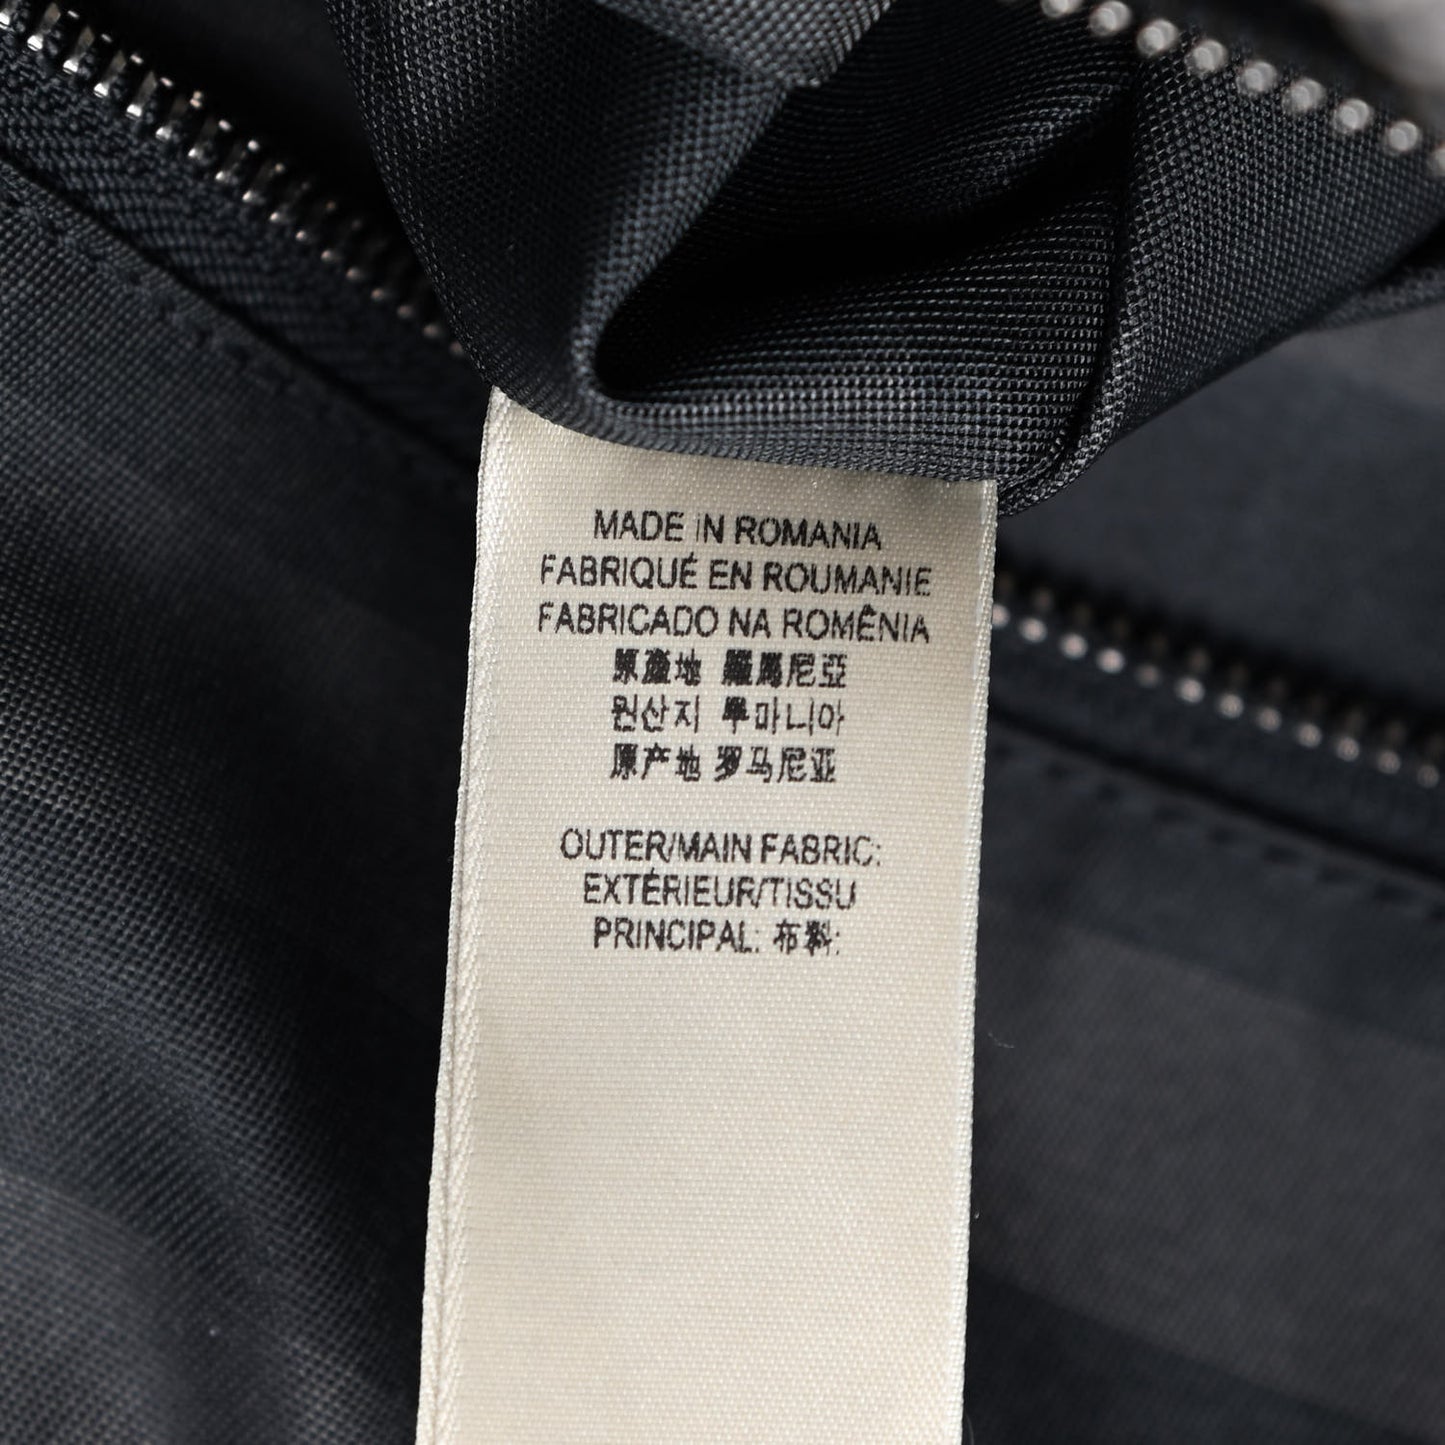 MADE IN ROMANIA
FABRIQUÉ EN ROUMANIE
FABRICADO NA ROMÊNIA
原產地 羅馬尼亞
원산지 루마니아
原产地 罗马尼亚
OUTER/MAIN FABRIC:
EXTÉRIEUR/TISSU
PRINCIPAL: 布料: